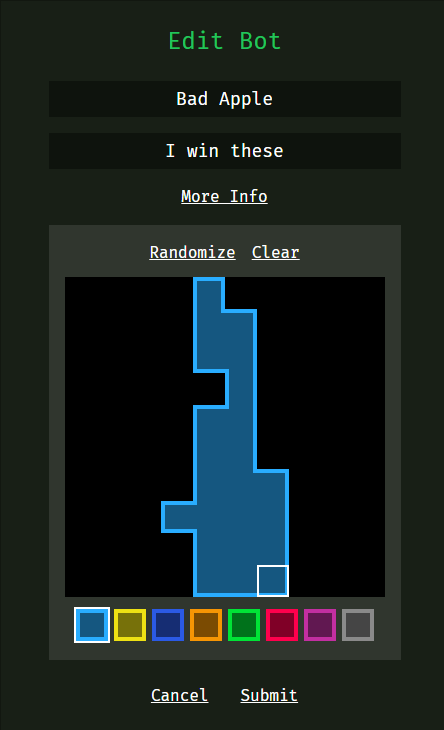 Edit Bot
Bad Apple
I win these
More Info
Randomize Clear
Cancel Submit